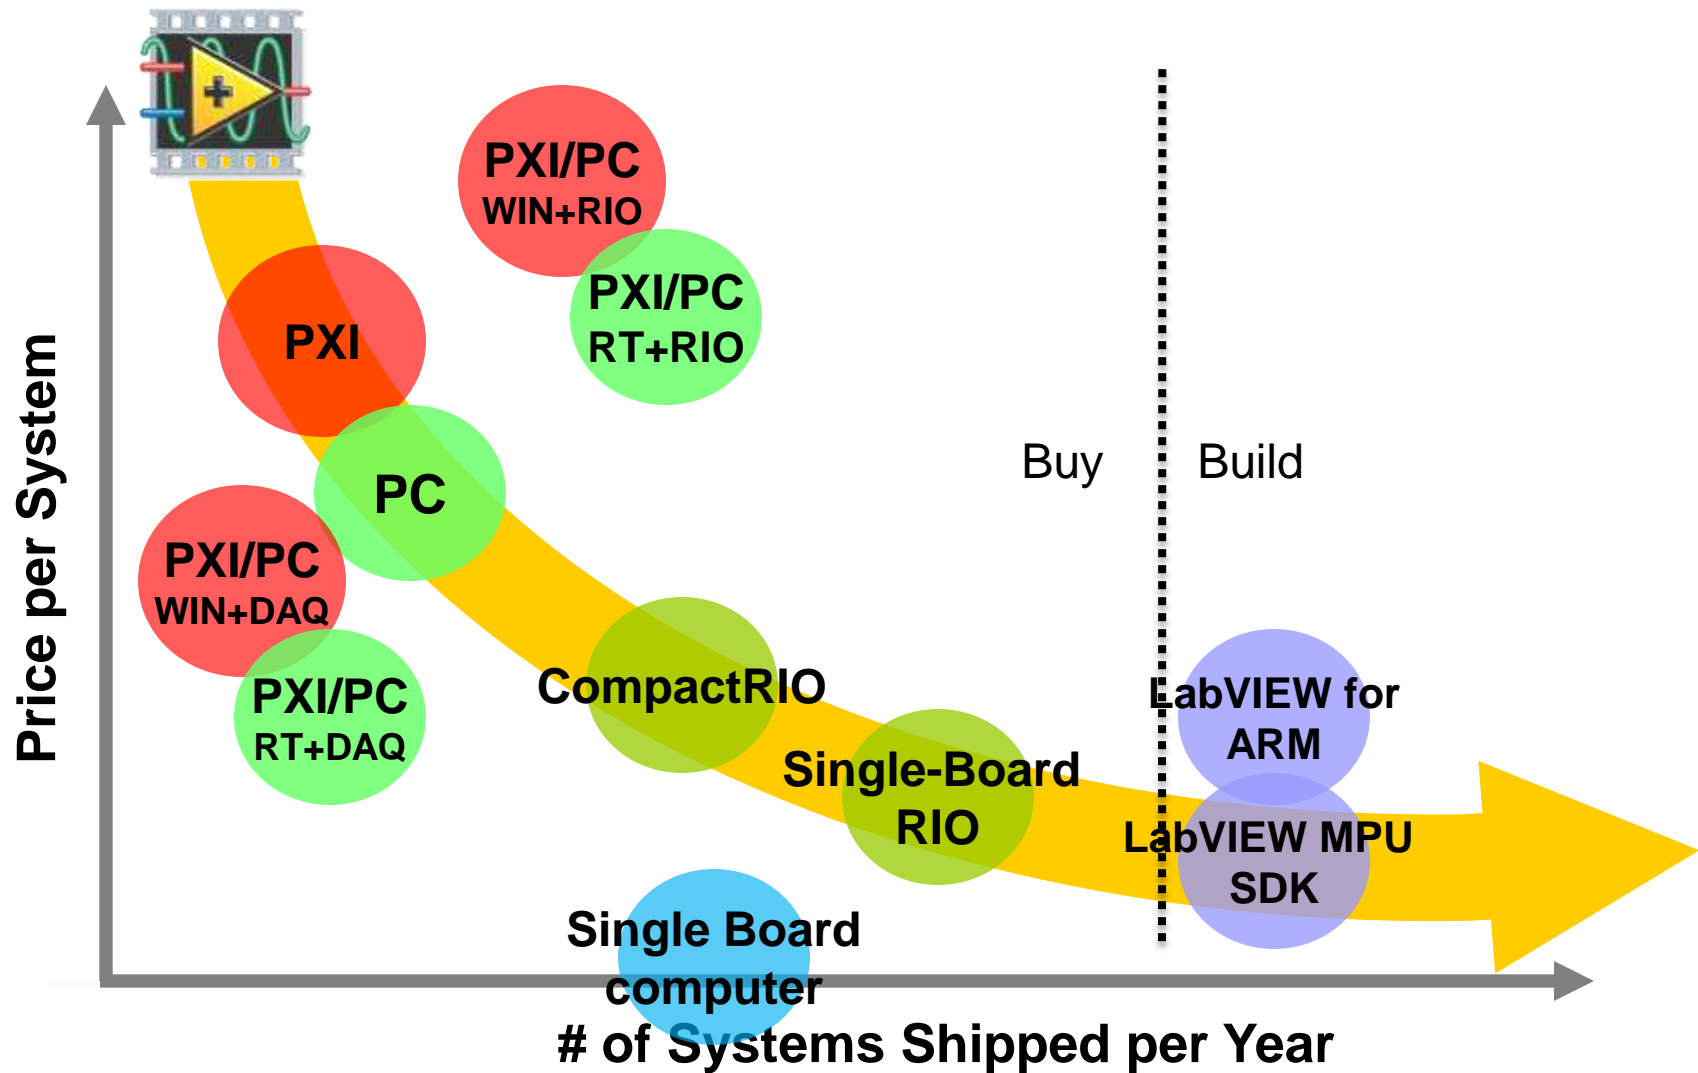 PXI/PC
WIN+RIO
PXI/PC
RT+RIO
PXI
Buy
Build
PC
PXI/PC
WIN+DAQ
PXI/PC
RT+DAQ
CompactRIO
Single-Board
RIO
LabVIEW for
ARM
LabVIEW MPU
SDK
Single Board
computer
Price per System
# of Systems Shipped per Year